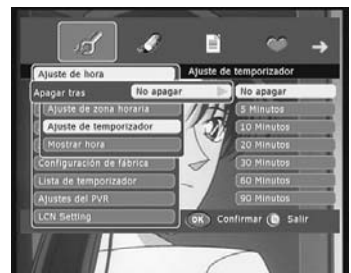 Ajuste de hora
Ajuste de temporizador
Apagar tras
No apagar
No apagar
Ajuste de zona horaria
5 Minutos
Ajuste de temporizador
10 Minutos
Mostrar hora
20 Minutos
Configuración de fábrica
30 Minutos
Lista de temporizador
60 Minutos
Ajustes del PVR
90 Minutos
LCN Setting
OK Confirmar Salir